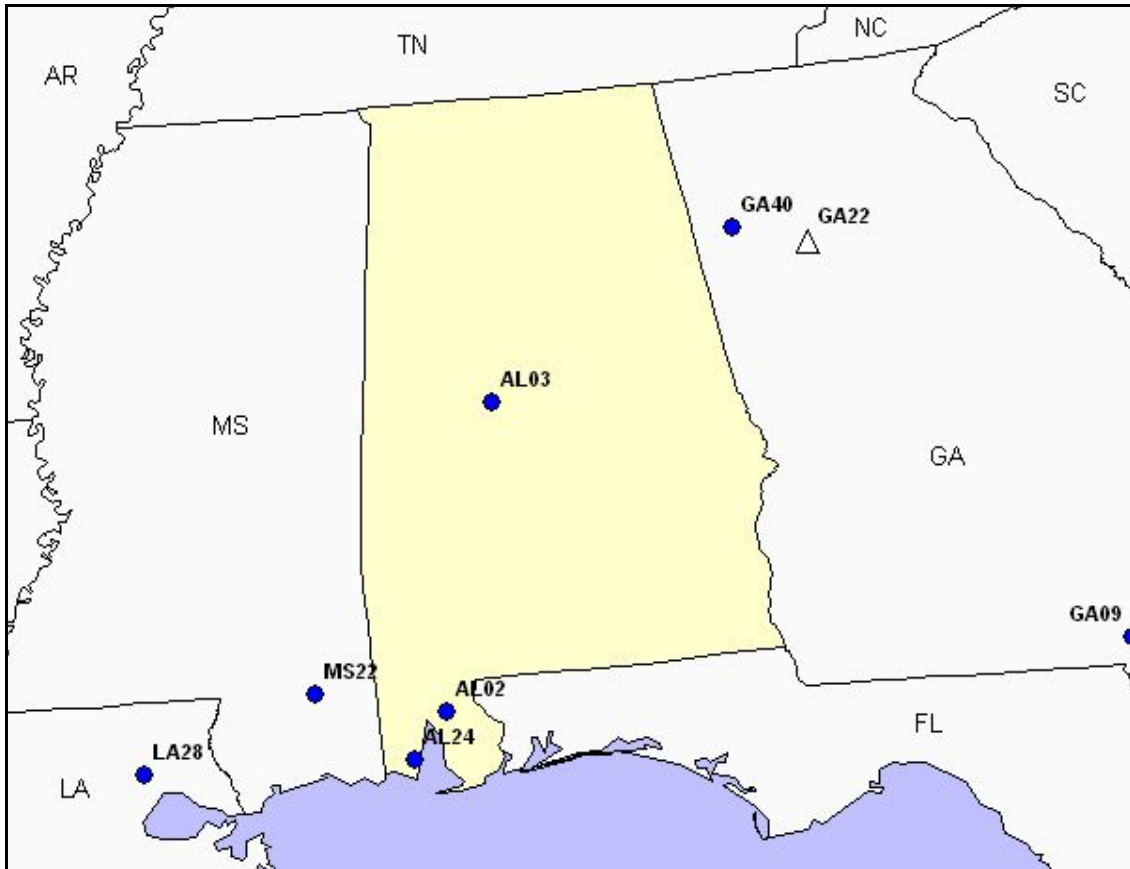 NC
TN
AR
SC
GA40
GA22
AL03
MS
GA
GA09
MS22
AL02
FL
AL24
LA28
LA